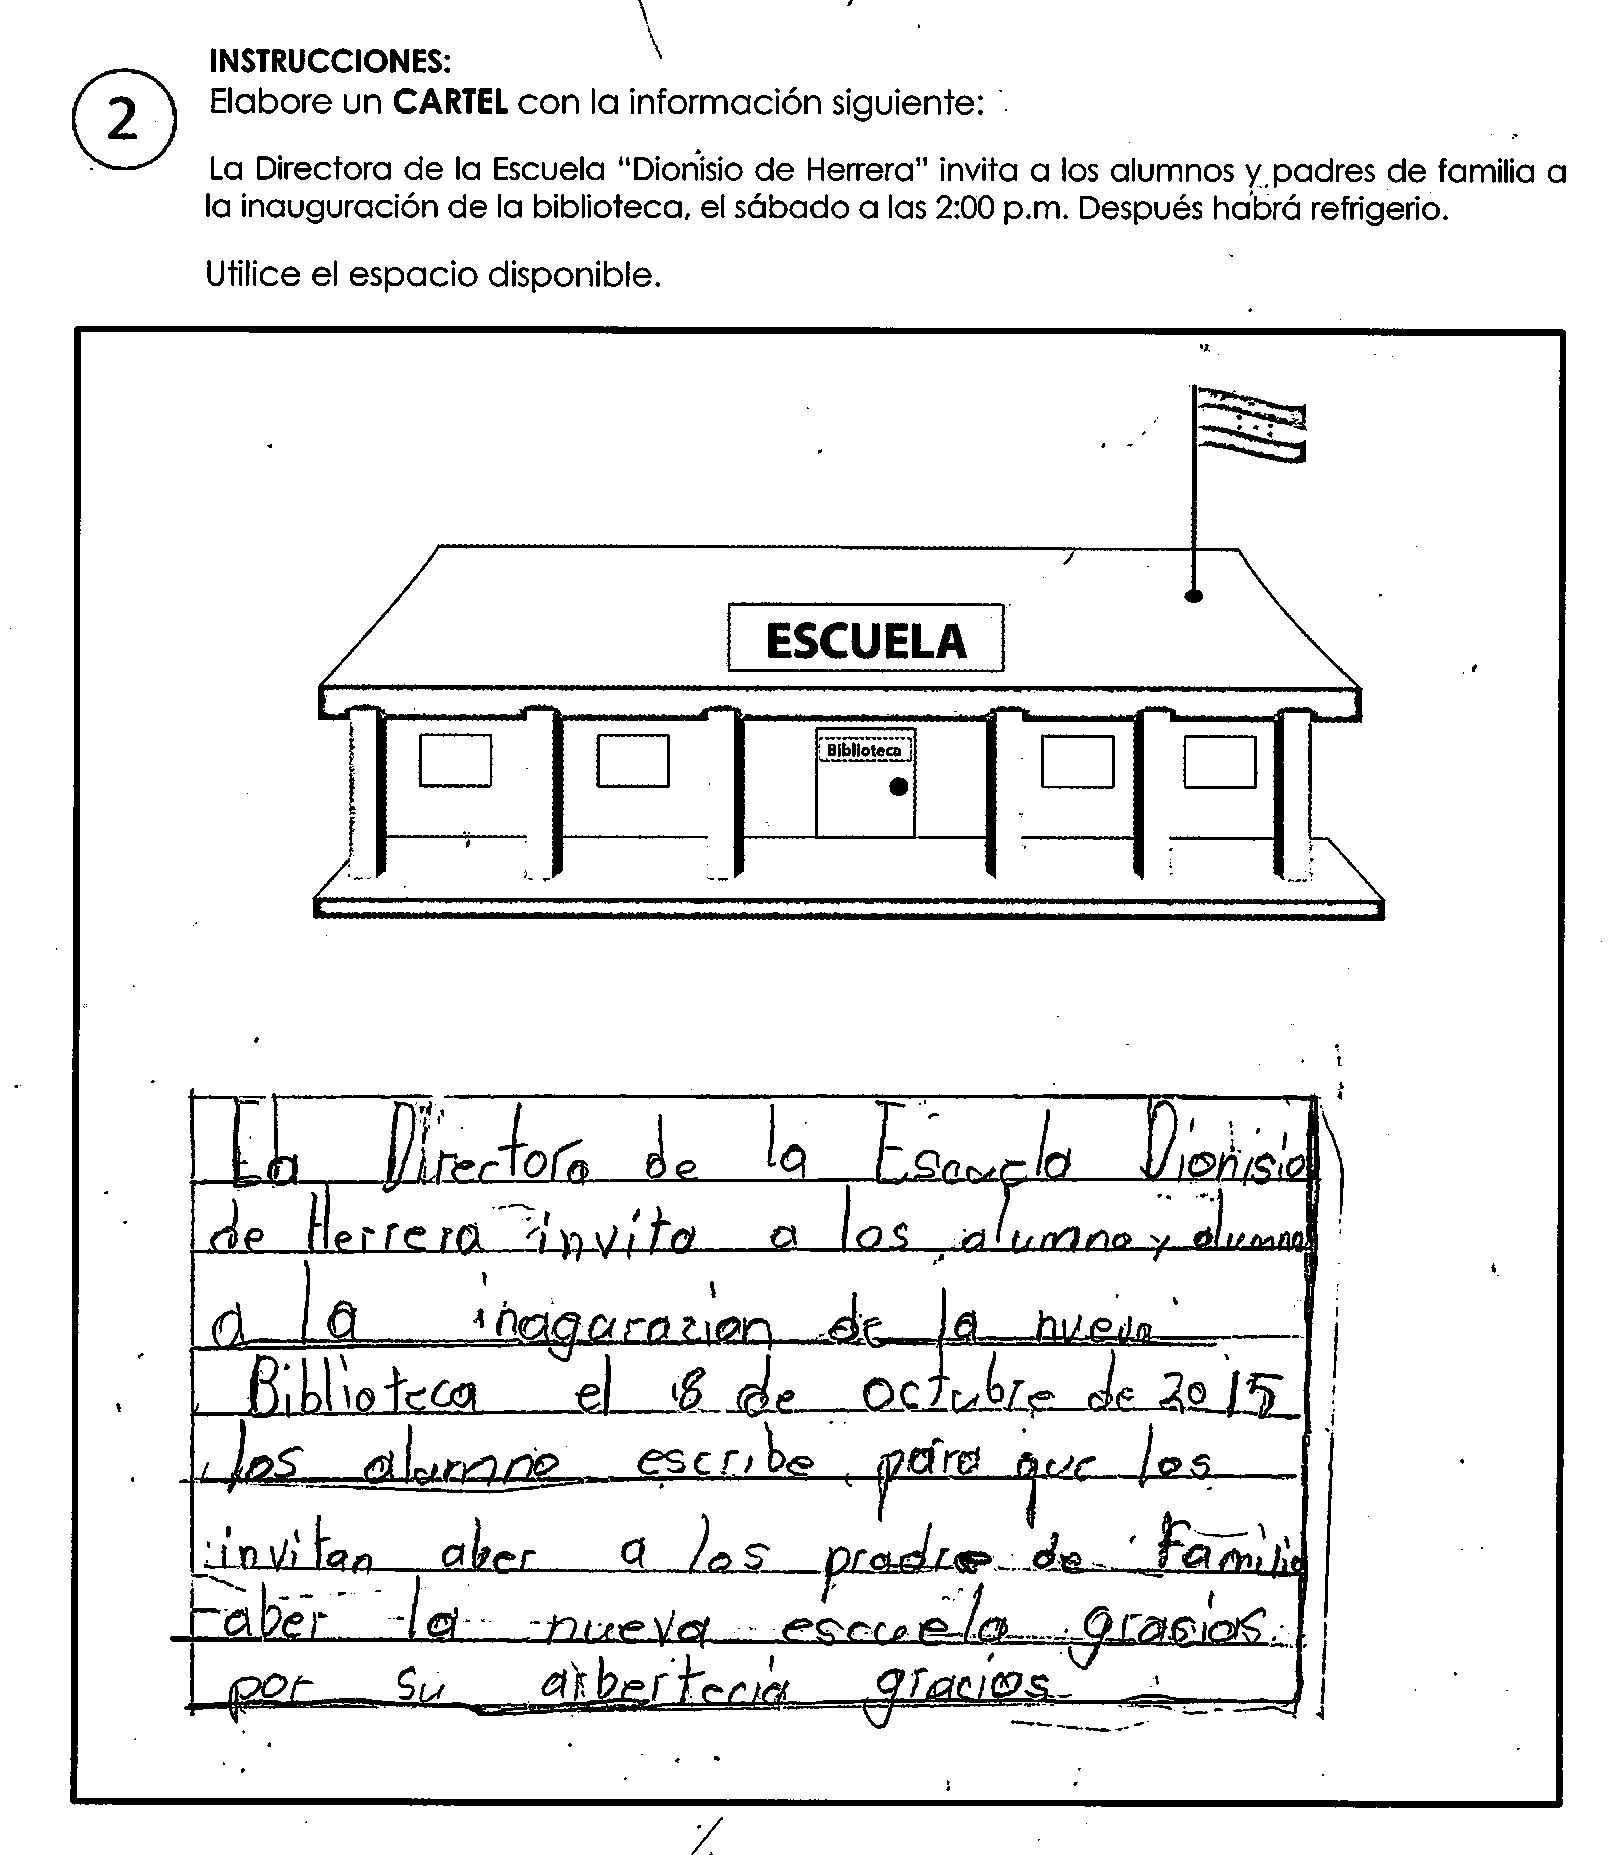 INSTRUCCIONES:
2
Elabore un CARTEL con la información siguiente:
La Directora de la Escuela "Dionisio de Herrera" invita a los alumnos y padres de familia a
la inauguración de la biblioteca, el sábado a las 2:00 p.m. Después habrá refrigerio.
Utilice el espacio disponible.
ESCUELA
Biblioteca
La Directora de la Escuela Dionisio
de Herrera invita a los alumno y alumna
a la inagaracion de la nueva
Biblioteca el 8 de octubre de 2015
los alumno escribe para que los
invitan aber a los pradre de Familia
aber la nueva escuela grasias
por su arbertecia gracias